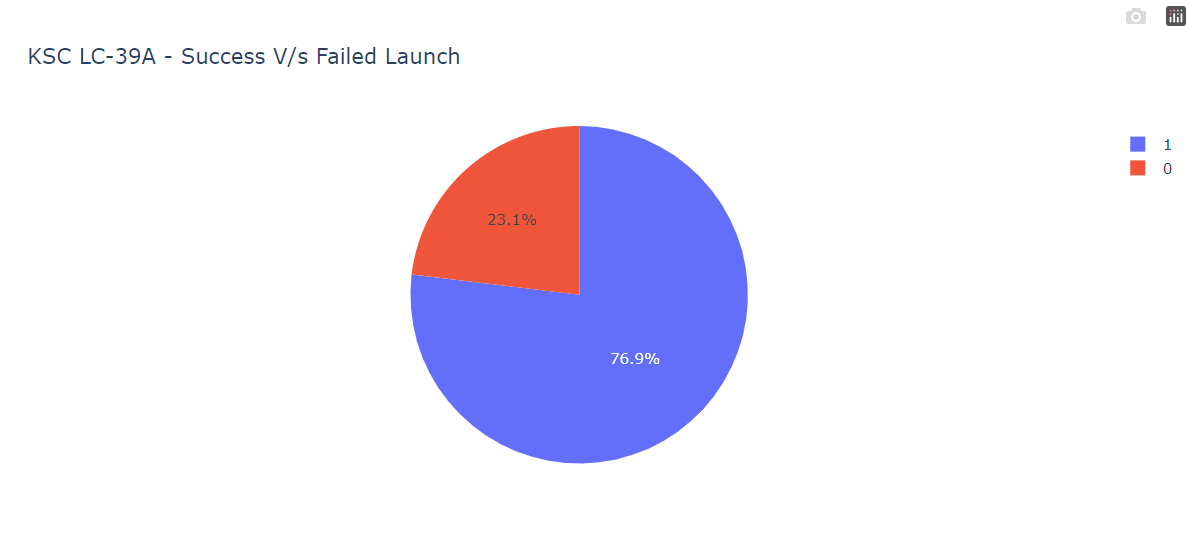 KSC LC-39A - Success V/s Failed Launch
1
0
23.1%
76.9%